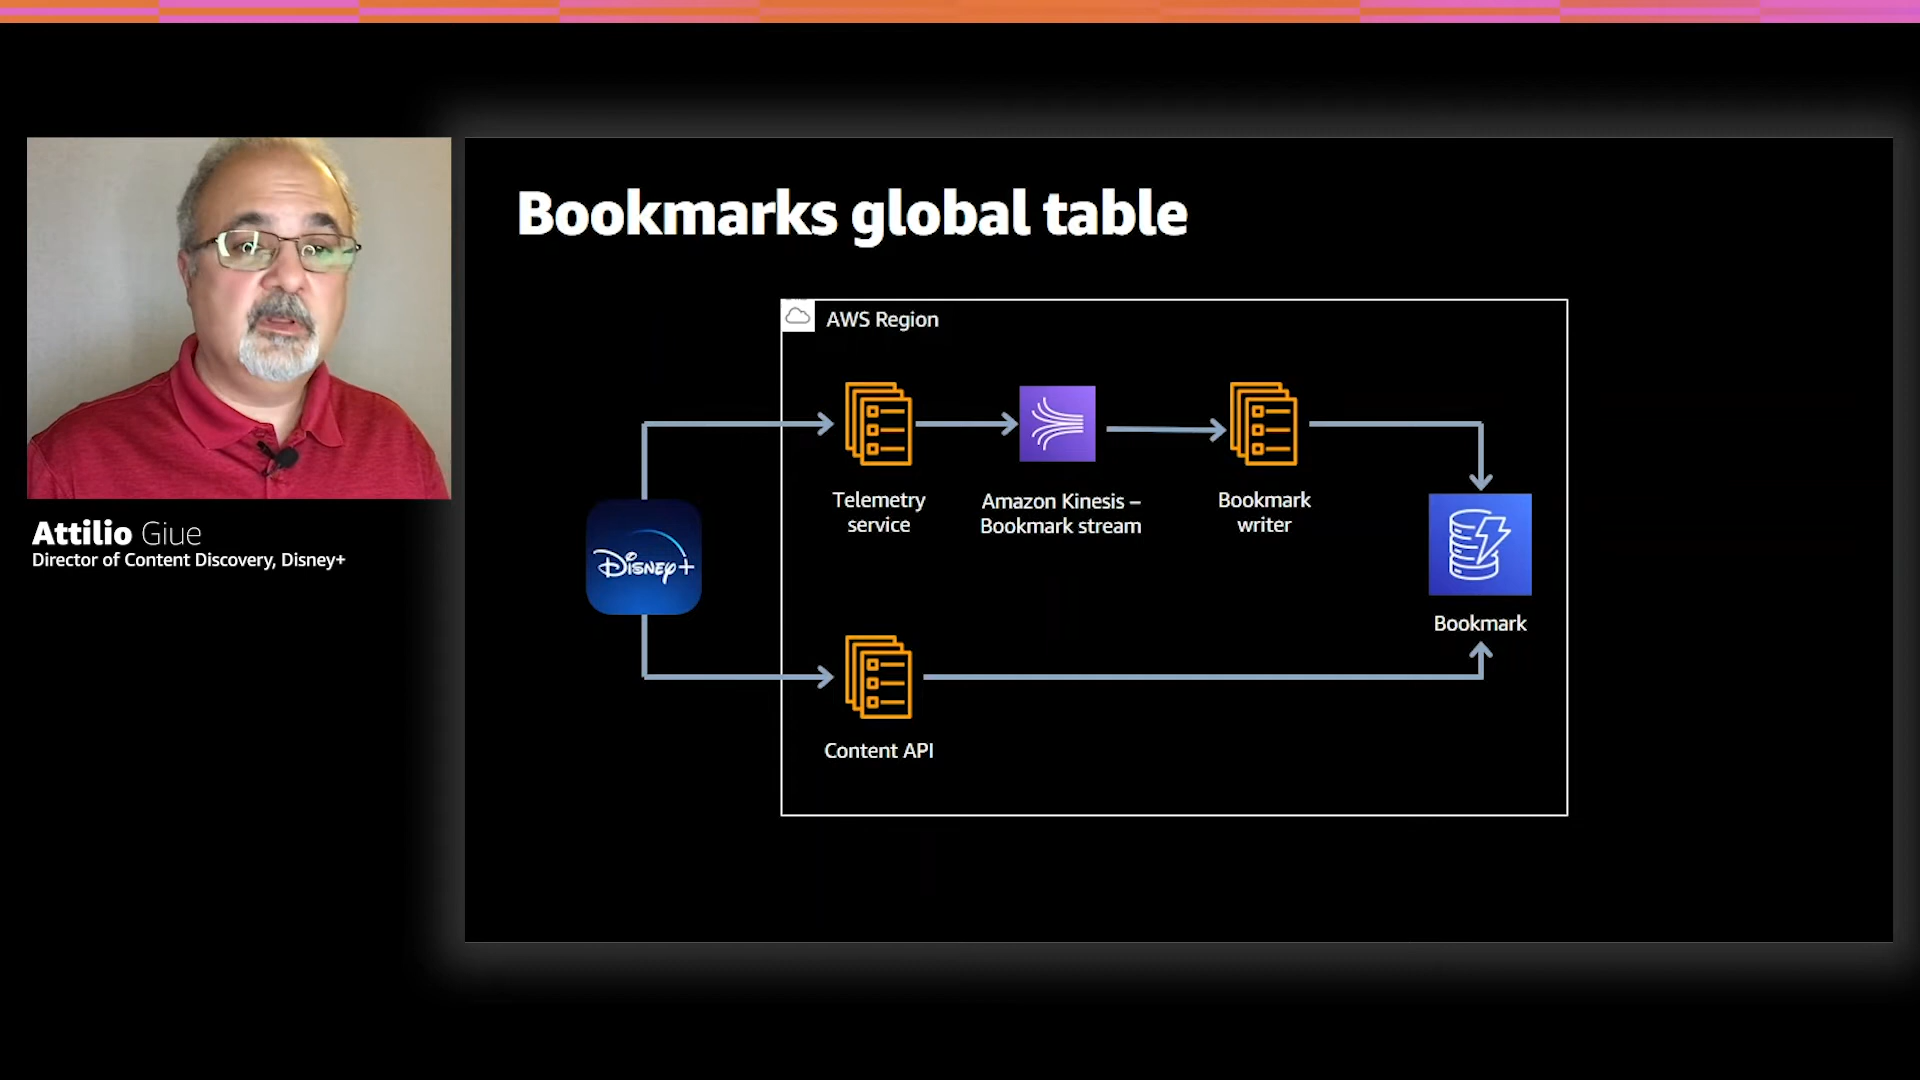 Bookmarks global table
AWS Region
Telemetry
service
Amazon Kinesis –
Bookmark stream
Bookmark
writer
Disney+
Bookmark
Content API
Attilio Giue
Director of Content Discovery, Disney+